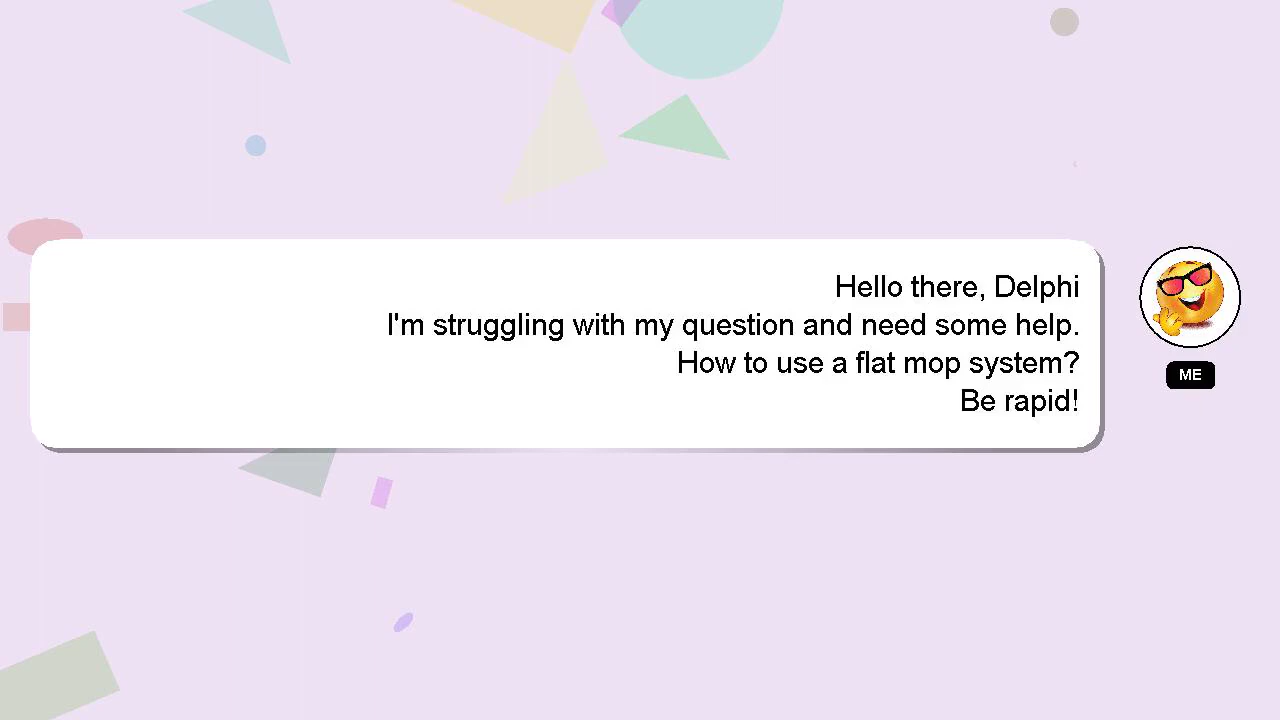 Hello there, Delphi
I'm struggling with my question and need some help.
How to use a flat mop system?
Be rapid!
ME